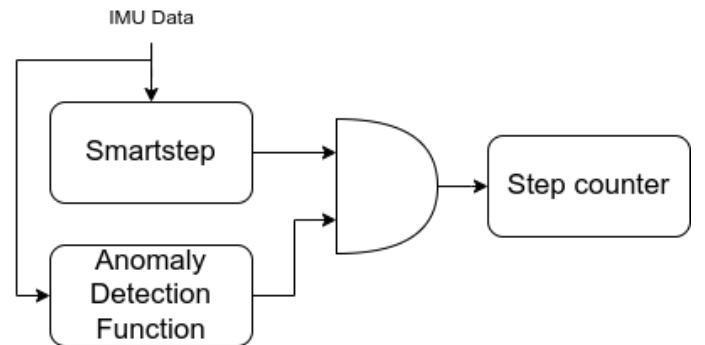 IMU Data
Smartstep
Step counter
Anomaly
Detection
Function